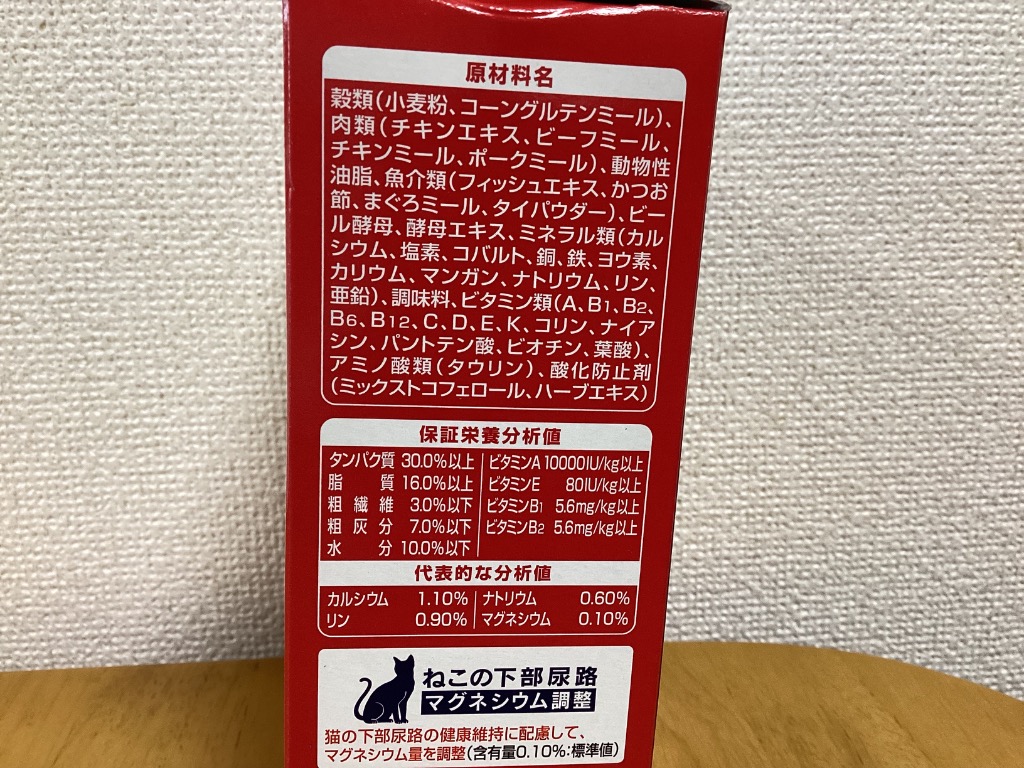 原材料名
穀類(小麦粉、コーングルテンミール)、
肉類(チキンエキス、ビーフミール、
チキンミール、ポークミール)、動物性
油脂、魚介類(フィッシュエキス、かつお
節、まぐろミール、タイパウダー)、ビー
ル酵母、酵母エキス、ミネラル類(カル
シウム、塩素、コバルト、銅、鉄、ヨウ素、
カリウム、マンガン、ナトリウム、リン、
亜鉛)、調味料、ビタミン類(A、B1、B2、
B6、B12、C、D、E、K、コリン、ナイア
シン、パントテン酸、ビオチン、葉酸)、
アミノ酸類(タウリン)、酸化防止剤
(ミックストコフェロール、ハーブエキス)
保証栄養分析値
タンパク質 30.0%以上 ビタミンA 10000IU/kg以上
脂質 16.0%以上 ビタミンE 80IU/kg以上
粗繊維 3.0%以下 ビタミンB1 5.6mg/kg以上
粗灰分 7.0%以下 ビタミンB2 5.6mg/kg以上
水分 10.0%以下
代表的な分析値
カルシウム 1.10% ナトリウム 0.60%
リン 0.90% マグネシウム 0.10%
ねこの下部尿路
マグネシウム調整
猫の下部尿路の健康維持に配慮して、
マグネシウム量を調整(含有量0.10%:標準値)